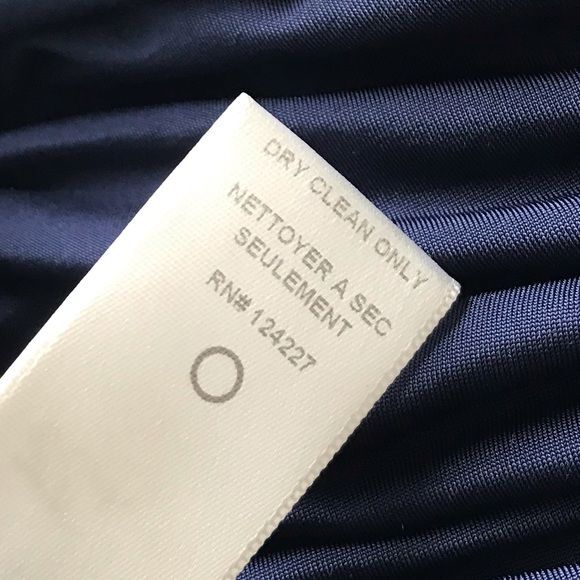 DRY CLEAN ONLY
NETTOYER A SEC
SEULEMENT
RN# 124227